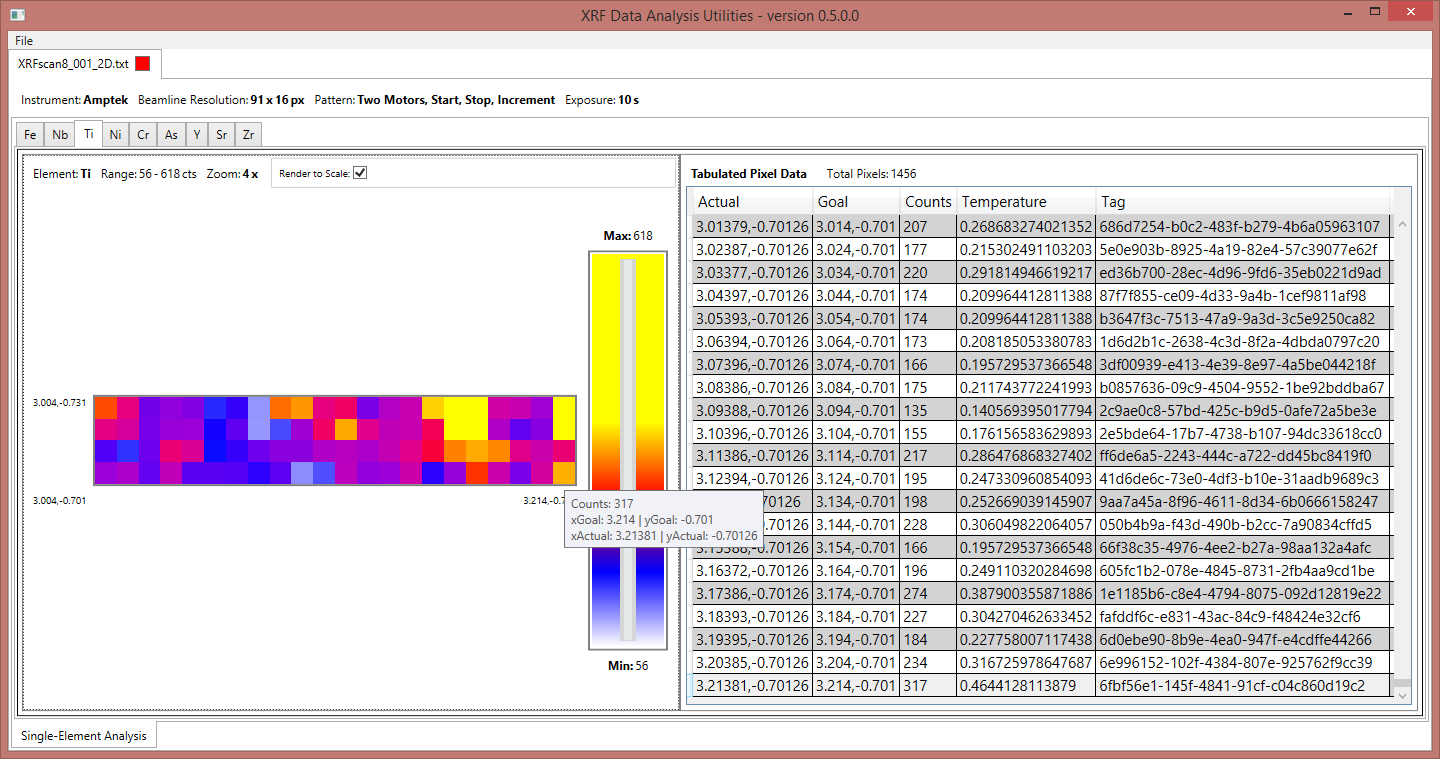 XRF Data Analysis Utilities - version 0.5.0.0
File
XRFscan8_001_2D.txt
Instrument: Amptek Beamline Resolution: 91 x 16 px Pattern: Two Motors, Start, Stop, Increment Exposure: 10 s
Fe Nb Ti Ni Cr As Y Sr Zr
Element: Ti Range: 56 - 618 cts Zoom: 4 x Render to Scale:
Max: 618
3.004,-0.731
3.004,-0.701
Counts: 317
xGoal: 3.214 | yGoal: -0.701
xActual: 3.21381 | yActual: -0.70126
Min: 56
Tabulated Pixel Data Total Pixels: 1456
Actual Goal Counts Temperature Tag
3.01379,-0.70126 3.014,-0.701 207 0.268683274021352 686d7254-b0c2-483f-b279-4b6a05963107
3.02387,-0.70126 3.024,-0.701 177 0.215302491103203 5e0e903b-8925-4a19-82e4-57c39077e62f
3.03377,-0.70126 3.034,-0.701 220 0.291814946619217 ed36b700-28ec-4d96-9fd6-35eb0221d9ad
3.04397,-0.70126 3.044,-0.701 174 0.209964412811388 87f7f855-ce09-4d33-9a4b-1cef9811af98
3.05393,-0.70126 3.054,-0.701 174 0.209964412811388 b3647f3c-7513-47a9-9a3d-3c5e9250ca82
3.06394,-0.70126 3.064,-0.701 173 0.208185053380783 1d6d2b1c-2638-4c3d-8f2a-4dbda0797c20
3.07396,-0.70126 3.074,-0.701 166 0.195729537366548 3df00939-e413-4e39-8e97-4a5be044218f
3.08386,-0.70126 3.084,-0.701 175 0.211743772241993 b0857636-09c9-4504-9552-1be92bddba67
3.09388,-0.70126 3.094,-0.701 135 0.140569395017794 2c9ae0c8-57bd-425c-b9d5-0afe72a5be3e
3.10396,-0.70126 3.104,-0.701 155 0.176156583629893 2e5bde64-17b7-4738-b107-94dc33618cc0
3.11386,-0.70126 3.114,-0.701 217 0.286476868327402 ff6de6a5-2243-444c-a722-dd45bc8419f0
3.12394,-0.70126 3.124,-0.701 195 0.247330960854093 41d6de6c-73e0-4df3-b10e-31aadb9689c3
0.70126 3.134,-0.701 198 0.252669039145907 9aa7a45a-8f96-4611-8d34-6b0666158247
0.70126 3.144,-0.701 228 0.306049822064057 050b4b9a-f43d-490b-b2cc-7a90834cffd5
3.15388,-0.70126 3.154,-0.701 166 0.195729537366548 66f38c35-4976-4ee2-b27a-98aa132a4afc
3.16372,-0.70126 3.164,-0.701 196 0.249110320284698 605fc1b2-078e-4845-8731-2fb4aa9cd1be
3.17386,-0.70126 3.174,-0.701 274 0.387900355871886 1e1185b6-c8e4-4794-8075-092d12819e22
3.18393,-0.70126 3.184,-0.701 227 0.304270462633452 fafddf6c-e831-43ac-84c9-f48424e32cf6
3.19395,-0.70126 3.194,-0.701 184 0.227758007117438 6d0ebe90-8b9e-4ea0-947f-e4cdffe44266
3.20385,-0.70126 3.204,-0.701 234 0.316725978647687 6e996152-102f-4384-807e-925762f9cc39
3.21381,-0.70126 3.214,-0.701 317 0.4644128113879 6fbf56e1-145f-4841-91cf-c04c860d19c2
Single-Element Analysis